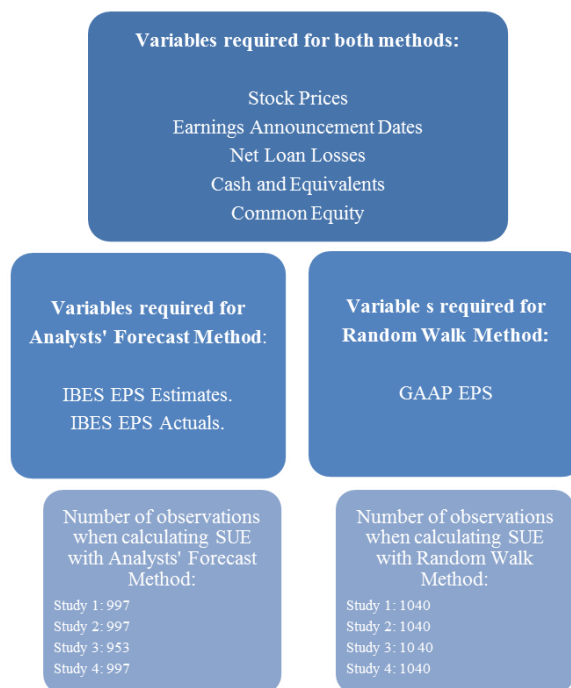 Variables required for both methods:
Stock Prices
Earnings Announcement Dates
Net Loan Losses
Cash and Equivalents
Common Equity
Variables required for
Analysts' Forecast Method:
IBES EPS Estimates.
IBES EPS Actuals.
Variable s required for
Random Walk Method:
GAAP EPS
Number of observations
when calculating SUE
with Analysts' Forecast
Method:
Study 1: 997
Study 2: 997
Study 3: 953
Study 4: 997
Number of observations
when calculating SUE
with Random Walk
Method:
Study 1: 1040
Study 2: 1040
Study 3: 10 40
Study 4: 1040